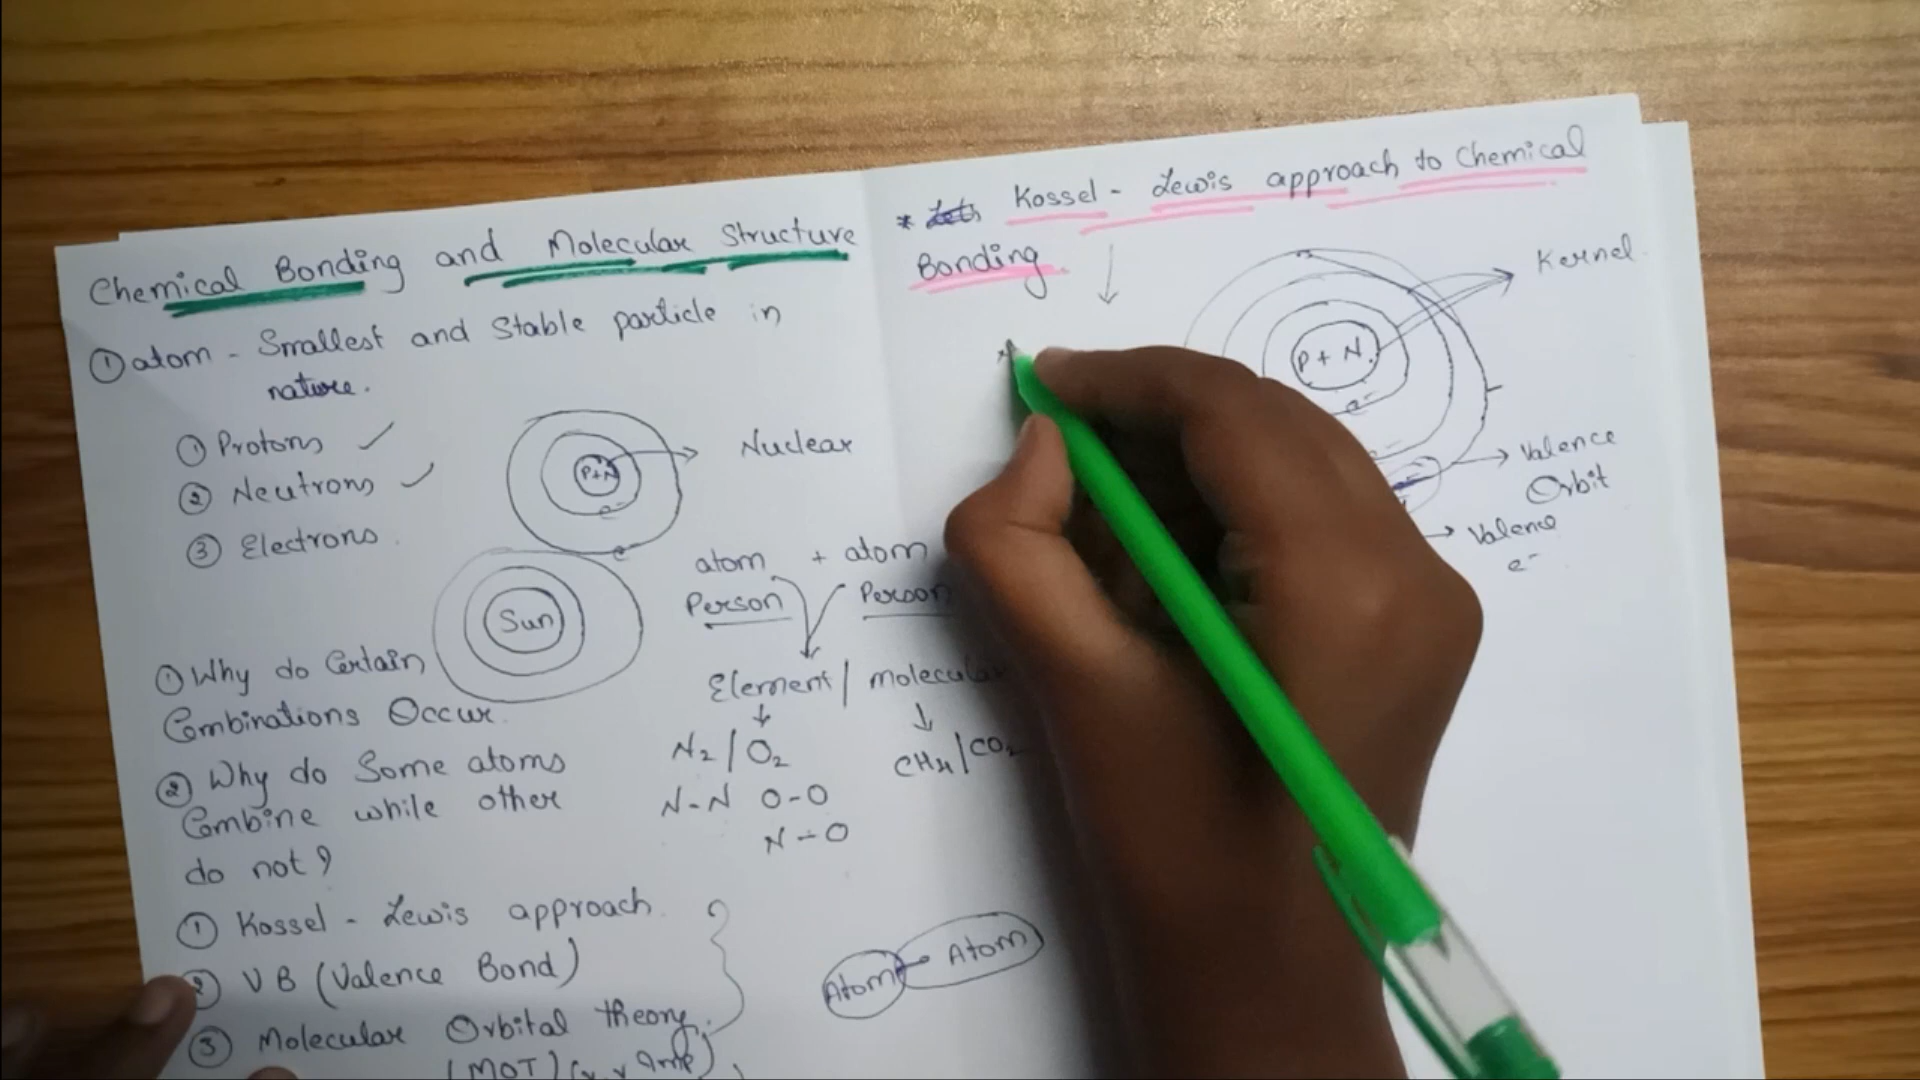 Chemical Bonding and Molecular Structure
① atom - Smallest and Stable particle in
nature.
① Protons
② Neutrons
③ Electrons
P+N
Nuclear
e-
e-
Sun
atom + atom
Person Person
Element / molecular
N2 / O2
CH4 / CO2
N-N O-O
N-O
① Why do Certain
Combinations Occur.
② Why do Some atoms
Combine while other
do not?
① Kossel - Lewis approach
② VB (Valence Bond)
③ Molecular Orbital theory
(MOT)
Atom Atom
* Kossel - Lewis approach to Chemical
Bonding
Kernel
P+N
e-
Valence
Orbit
Valence
e-